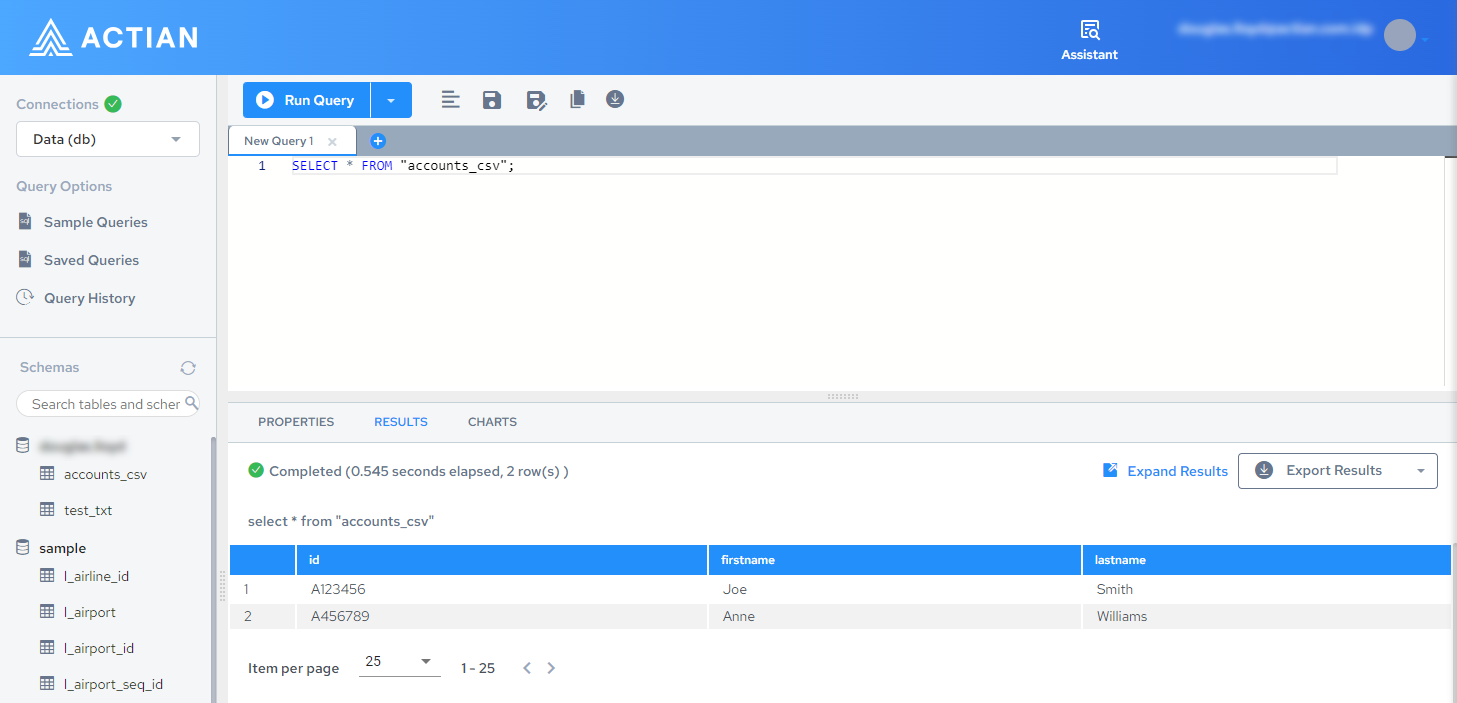 ACTIAN
Assistant
Connections
Data (db)
Query Options
Sample Queries
Saved Queries
Query History
Schemas
Search tables and scher
accounts_csv
test_txt
sample
l_airline_id
l_airport
l_airport_id
l_airport_seq_id
Run Query
New Query 1
1 SELECT * FROM "accounts_csv";
PROPERTIES RESULTS CHARTS
Completed (0.545 seconds elapsed, 2 row(s) )
Expand Results
Export Results
select * from "accounts_csv"
id firstname lastname
1 A123456 Joe Smith
2 A456789 Anne Williams
Item per page 25 1 - 25